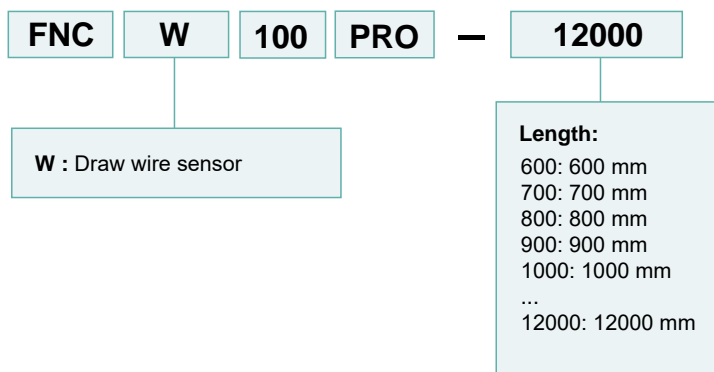 FNC W 100 PRO – 12000
W : Draw wire sensor
Length:
600: 600 mm
700: 700 mm
800: 800 mm
900: 900 mm
1000: 1000 mm
...
12000: 12000 mm